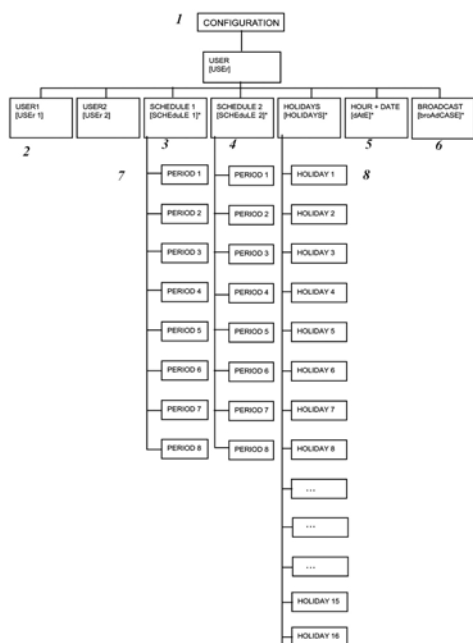 1 CONFIGURATION
USER
[USEr]
USER1
[USEr 1]
USER2
[USEr 2]
SCHEDULE 1
[SCHEduLE 1]*
SCHEDULE 2
[SCHEduLE 2]*
HOLIDAYS
[HOLIDAYS]*
HOUR + DATE
[dAtE]*
BROADCAST
[broAdCASE]*
2 3 4 5 6
7 PERIOD 1 PERIOD 1 HOLIDAY 1 8
PERIOD 2 PERIOD 2 HOLIDAY 2
PERIOD 3 PERIOD 3 HOLIDAY 3
PERIOD 4 PERIOD 4 HOLIDAY 4
PERIOD 5 PERIOD 5 HOLIDAY 5
PERIOD 6 PERIOD 6 HOLIDAY 6
PERIOD 7 PERIOD 7 HOLIDAY 7
PERIOD 8 PERIOD 8 HOLIDAY 8
...
...
...
HOLIDAY 15
HOLIDAY 16